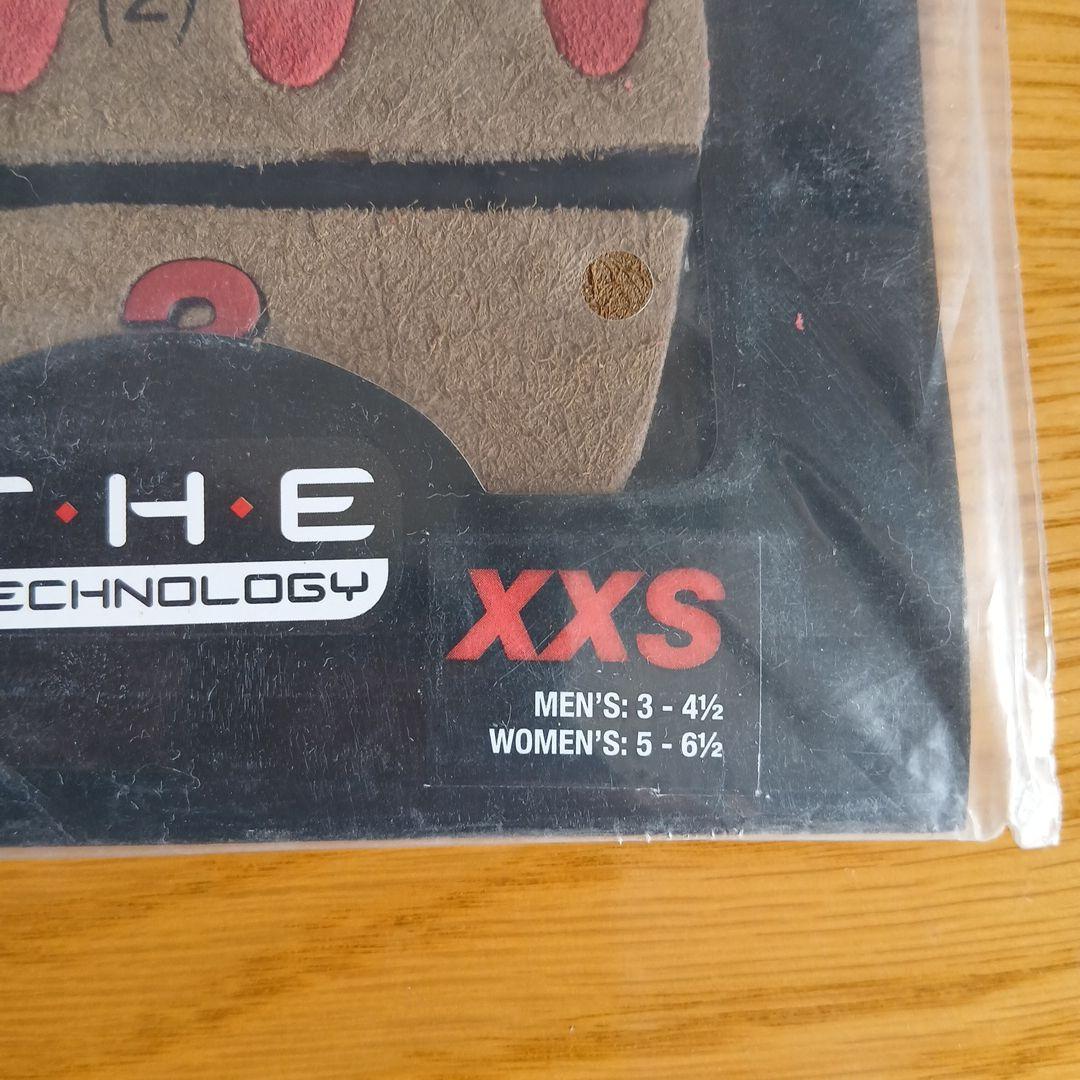 (2)
T·H·E
ECHNOLOGY
XXS
MEN'S: 3 - 4½
WOMEN'S: 5 - 6½